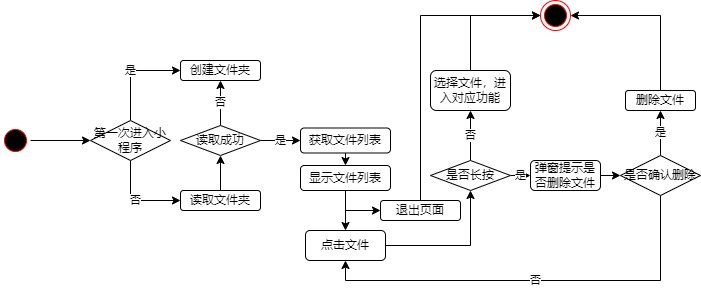 是
创建文件夹
否
第一次进入小
程序
读取成功
是
否
读取文件夹
获取文件列表
显示文件列表
退出页面
点击文件
选择文件，进
入对应功能
否
是否长按
是
弹窗提示是
否删除文件
删除文件
是
是否确认删除
否